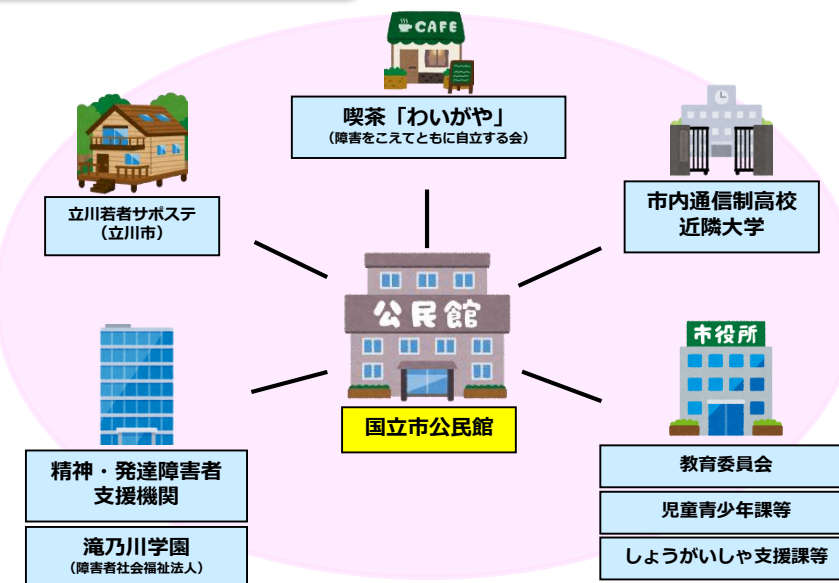 CAFE
喫茶「わいがや」
（障害をこえてともに自立する会）
立川若者サポステ
（立川市）
市内通信制高校
近隣大学
公民館
国立市公民館
市役所
教育委員会
児童青少年課等
しょうがいしゃ支援課等
精神・発達障害者
支援機関
滝乃川学園
（障害者社会福祉法人）